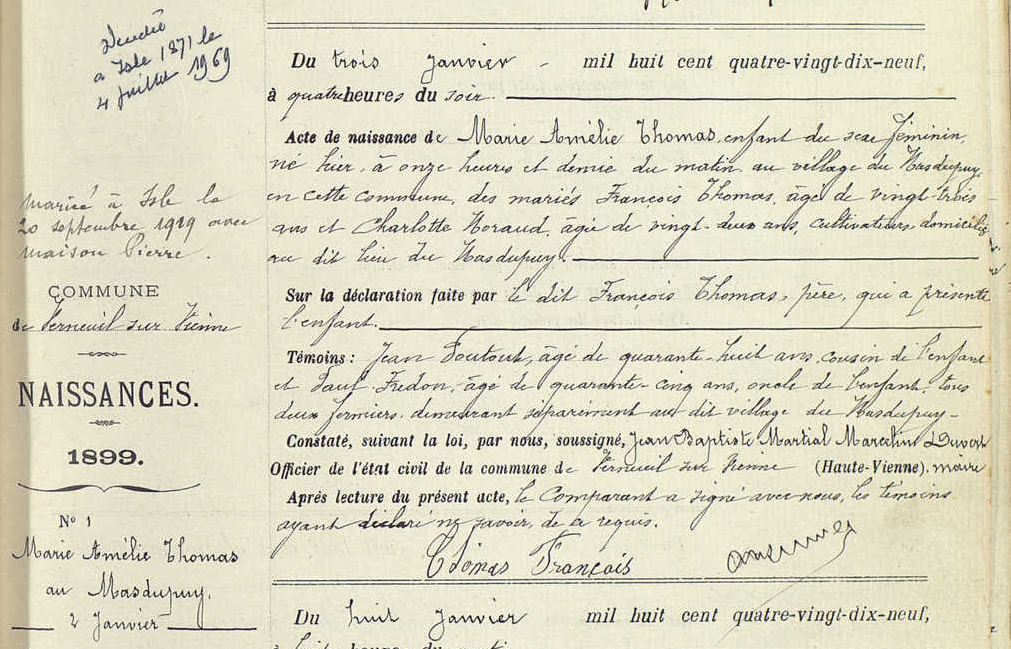 Décédée
à Isle 1871 le
4 Juillet 1969
Mariée à Isle le
20 septembre 1919 avec
Maison Pierre.
COMMUNE
de Verneuil sur Vienne
NAISSANCES.
1899.
N° 1
Marie Amélie Thomas
au Masdupuy.
2 Janvier
Du trois Janvier - mil huit cent quatre-vingt-dix-neuf,
à quatre heures du soir.
Acte de naissance de Marie Amélie Thomas, enfant du sexe féminin,
né hier, à onze heures et demie du matin, au village du Masdupuy,
en cette commune, des mariés François Thomas, âgé de vingt-trois
ans et Charlotte Moraud, âgée de vingt-deux ans, cultivateurs, domiciliés
au dit lieu du Masdupuy.
Sur la déclaration faite par le dit François Thomas, père, qui a présenté
l'enfant.
Témoins : Jean âgé de quarante-huit ans, cousin de l'enfant
et Paul Fredon, âgé de quarante-cinq ans, oncle de l'enfant, tous
deux fermiers, demeurant séparément au dit village du Masdupuy -
Constaté, suivant la loi, par nous, soussigné, Jean Baptiste Martial Marcelin Duvert
Officier de l'état civil de la commune de Verneuil sur Vienne (Haute-Vienne). maire
Après lecture du présent acte, le comparant a signé avec nous, les témoins
ayant déclaré ne savoir, de ce requis.
Thomas François
Du huit Janvier mil huit cent quatre-vingt-dix-neuf,